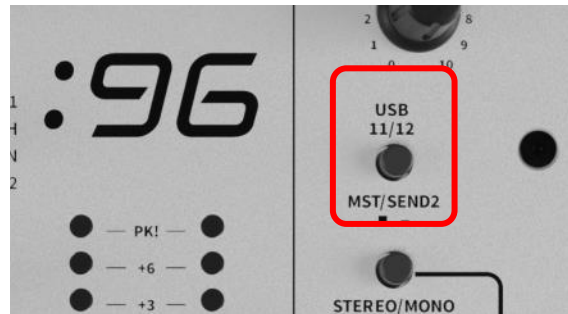 2 8
1 9
0 10
:96
1
H
N
2
USB
11/12
MST/SEND2
PK!
+6
+3
STEREO/MONO